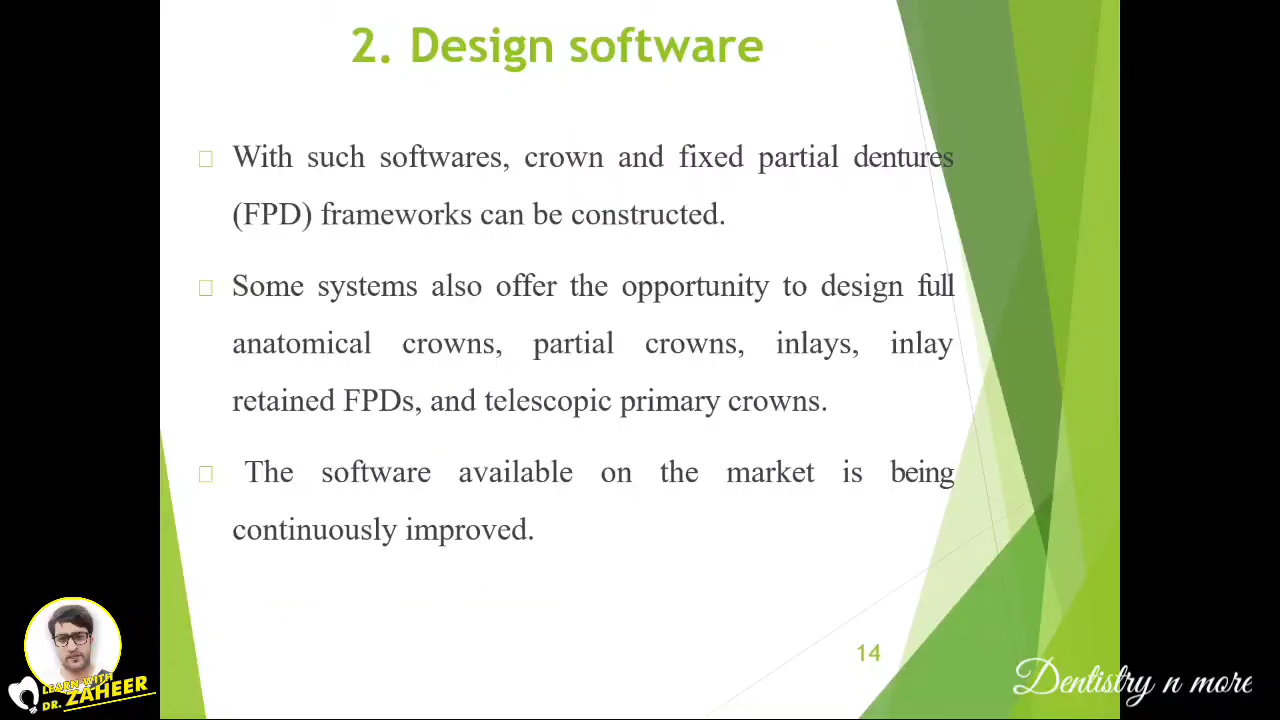 2. Design software
With such softwares, crown and fixed partial dentures
(FPD) frameworks can be constructed.
Some systems also offer the opportunity to design full
anatomical crowns, partial crowns, inlays, inlay
retained FPDs, and telescopic primary crowns.
The software available on the market is being
continuously improved.
14
LEARN WITH
DR. ZAHEER
Dentistry n more